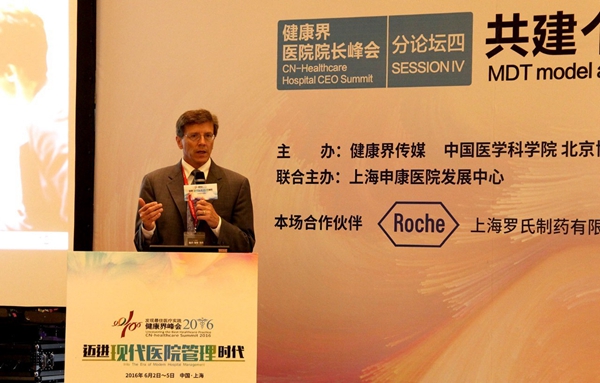 健康界
医院院长峰会
CN-Healthcare
Hospital CEO Summit
分论坛四
SESSION IV
共建
MDT model a
主 办：健康界传媒 中国医学科学院 北京
联合主办：上海申康医院发展中心
本场合作伙伴
Roche
上海罗氏制药有限
健康界峰会2016
CN-Healthcare Summit 2016
迈进现代医院管理时代
2016年6月2日~5日 中国·上海